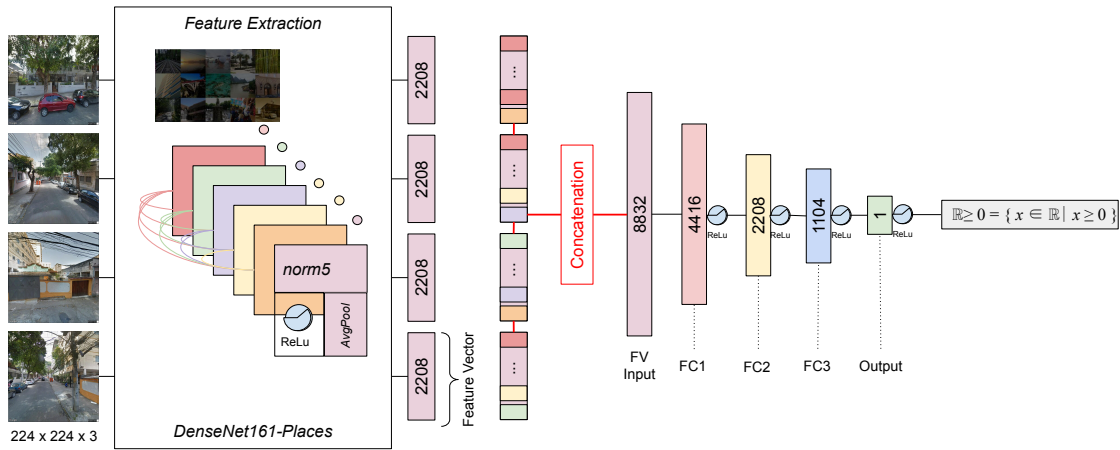 Feature Extraction
2208
2208
2208
2208
norm5
ReLu
AvgPool
DenseNet161-Places
224 x 224 x 3
Feature Vector
...
...
...
...
Concatenation
8832
4416
2208
1104
1
ReLu
ReLu
ReLu
ReLu
ℝ≥ 0 = { x ∈ ℝ | x ≥ 0 }
FV
Input
FC1
FC2
FC3
Output